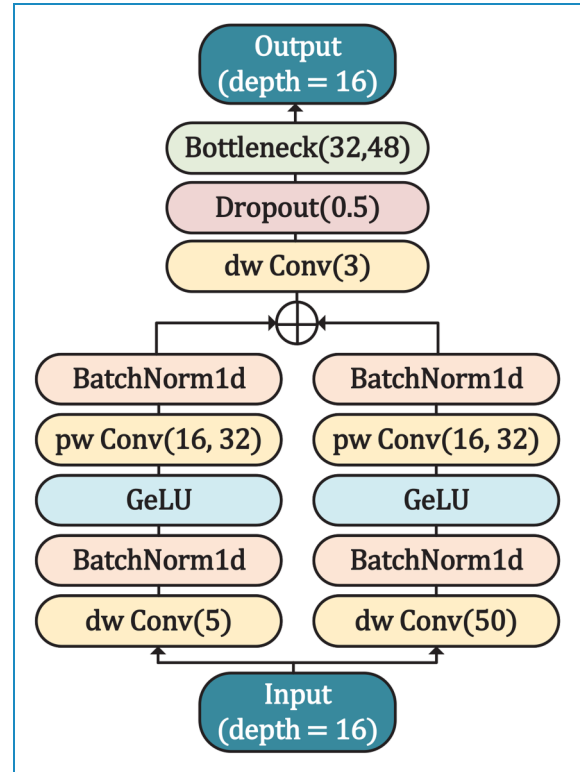 Output
(depth = 16)
Bottleneck(32,48)
Dropout(0.5)
dw Conv(3)
BatchNorm1d
BatchNorm1d
pw Conv(16, 32)
pw Conv(16, 32)
GeLU
GeLU
BatchNorm1d
BatchNorm1d
dw Conv(5)
dw Conv(50)
Input
(depth = 16)